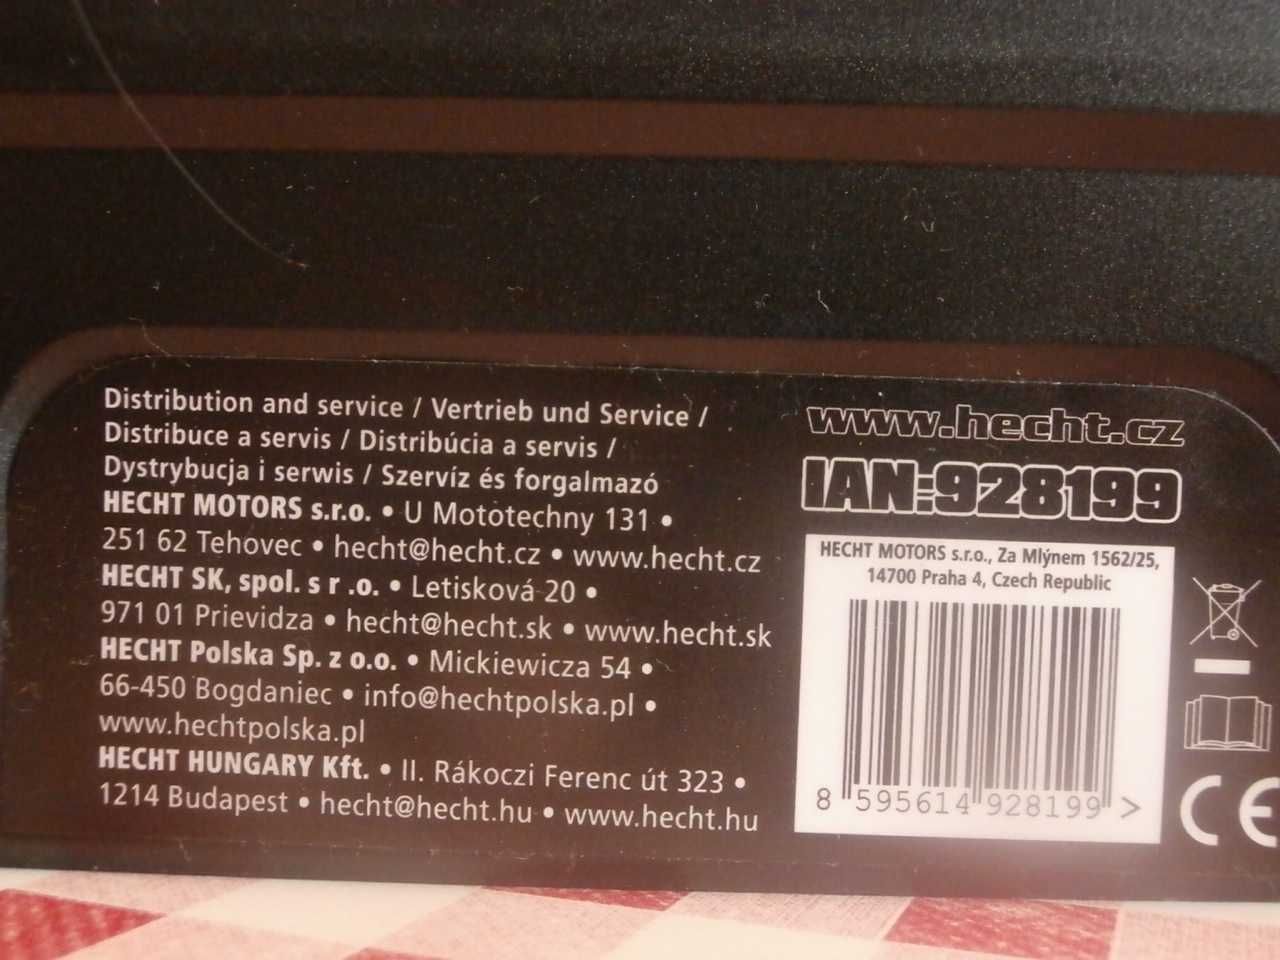 Distribution and service / Vertrieb und Service /
Distribuce a servis / Distribúcia a servis /
Dystrybucja i serwis / Szervíz és forgalmazó
HECHT MOTORS s.r.o. • U Mototechny 131 •
251 62 Tehovec • hecht@hecht.cz • www.hecht.cz
HECHT SK, spol. s r .o. • Letisková 20 •
971 01 Prievidza • hecht@hecht.sk • www.hecht.sk
HECHT Polska Sp. z o.o. • Mickiewicza 54 •
66-450 Bogdaniec • info@hechtpolska.pl •
www.hechtpolska.pl
HECHT HUNGARY Kft. • II. Rákoczi Ferenc út 323 •
1214 Budapest • hecht@hecht.hu • www.hecht.hu
www.hecht.cz
IAN:928199
HECHT MOTORS s.r.o., Za Mlýnem 1562/25,
14700 Praha 4, Czech Republic
8 595614 928199 >
CE